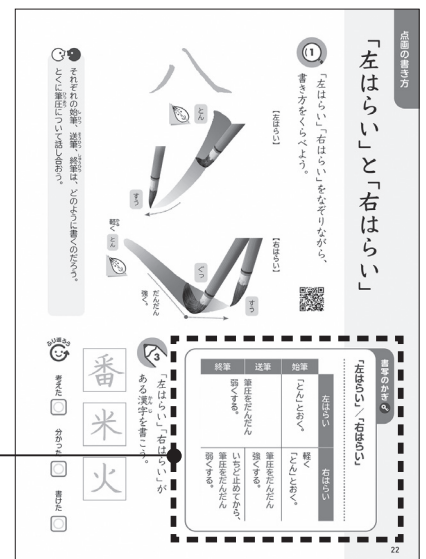 点画の書き方
「左はらい」と「右はらい」
1
「左はらい」「右はらい」をなぞりながら、
書き方をくらべよう。
【左はらい】
とん
すう
【右はらい】
軽く
とん
ぐっ
すう
だんだん
強く。
八
それぞれの始筆、送筆、終筆は、どのように書くのだろう。
とくに筆圧について話し合おう。
書写のかぎ
「左はらい」/「右はらい」
左はらい
右はらい
始筆
「とん」とおく。
軽く
「とん」とおく。
送筆
筆圧をだんだん
弱くする。
筆圧をだんだん
強くする。
終筆
いちど止めてから、
筆圧をだんだん
弱くする。
3
「左はらい」「右はらい」が
ある漢字を書こう。
番
米
火
ふり返ろう
考えた
分かった
書けた
22